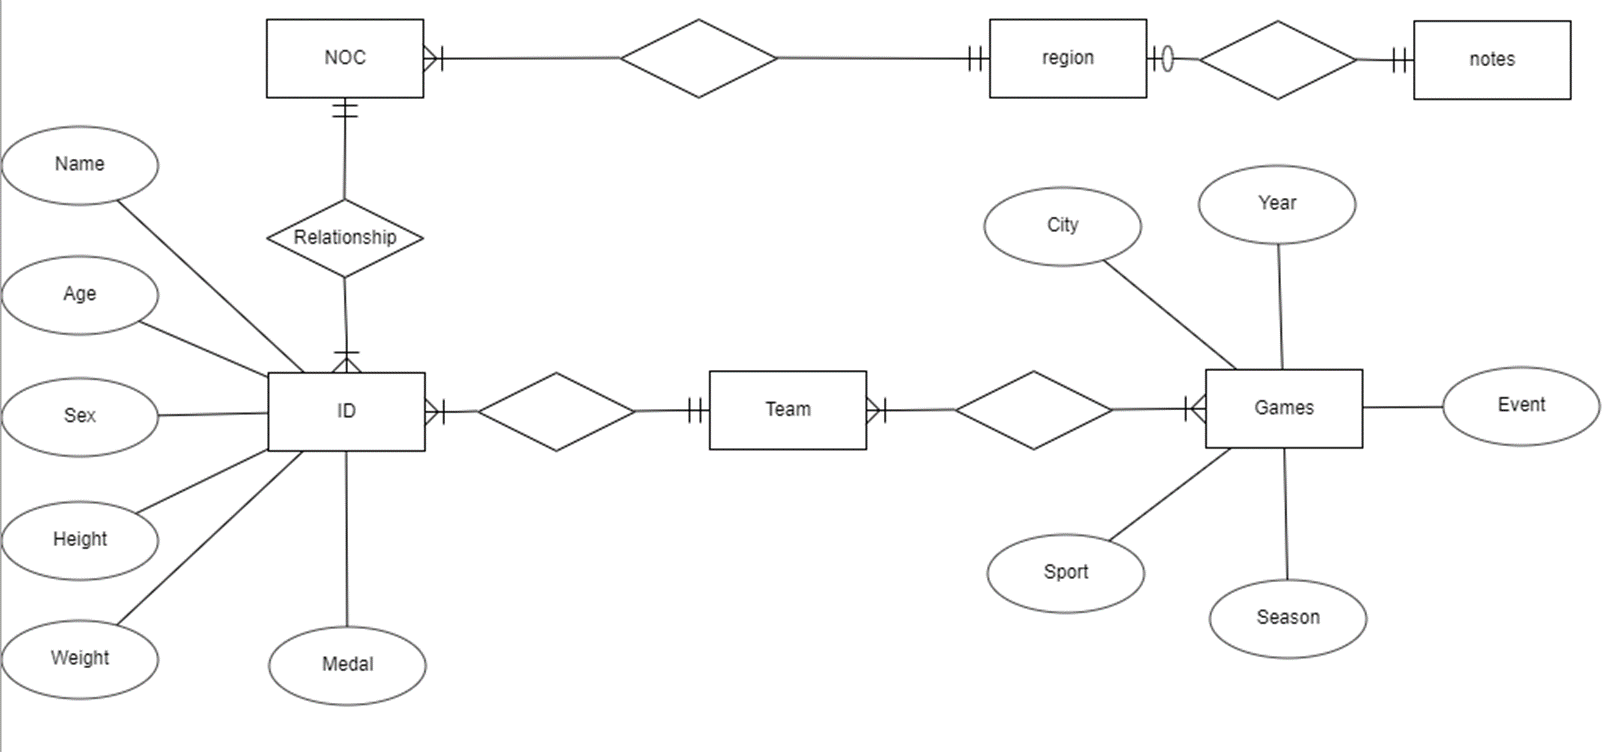 NOC
region
notes
Name
Relationship
City
Year
Age
Sex
ID
Team
Games
Event
Height
Sport
Season
Weight
Medal